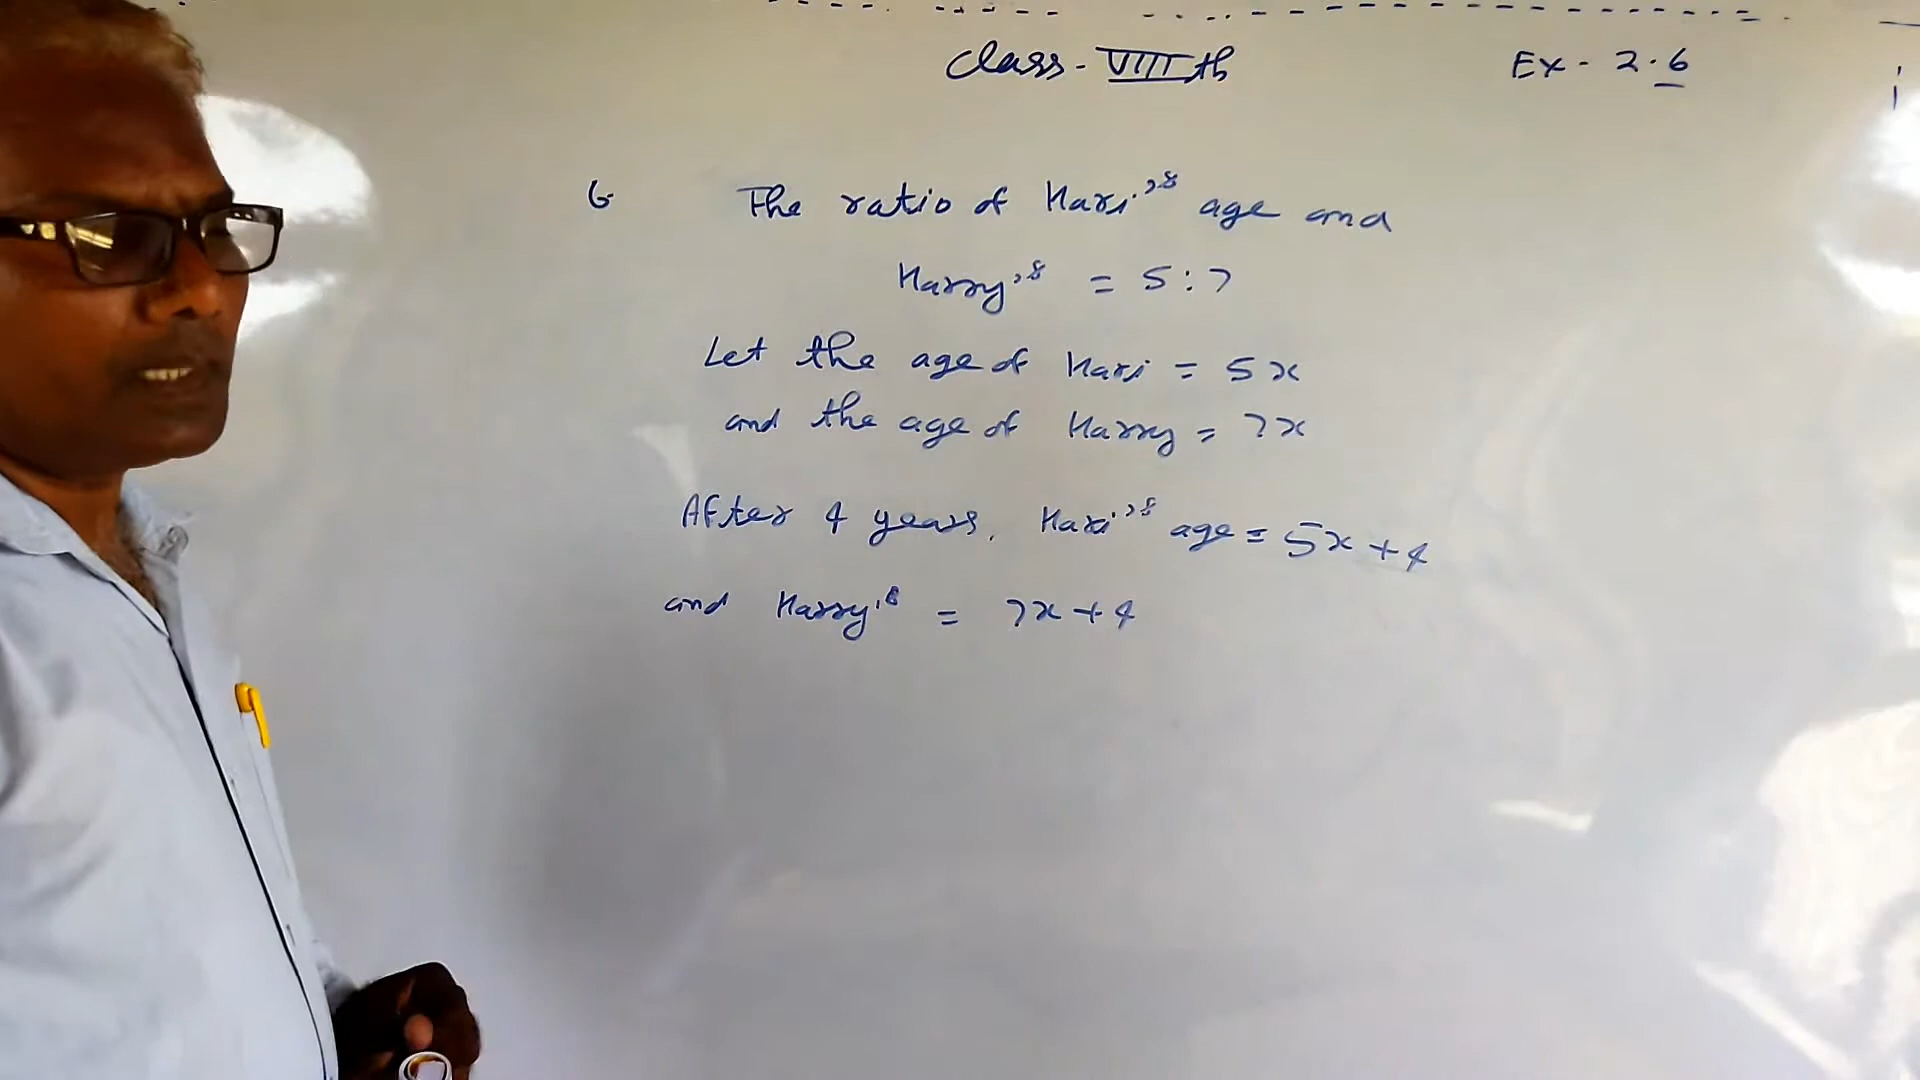 Class - VIII th
Ex - 2.6
6. The ratio of Hari's age and
Harry's = 5:7
Let the age of Hari = 5x
and the age of Harry = 7x
After 4 years, Hari's age = 5x+4
and Harry's = 7x+4